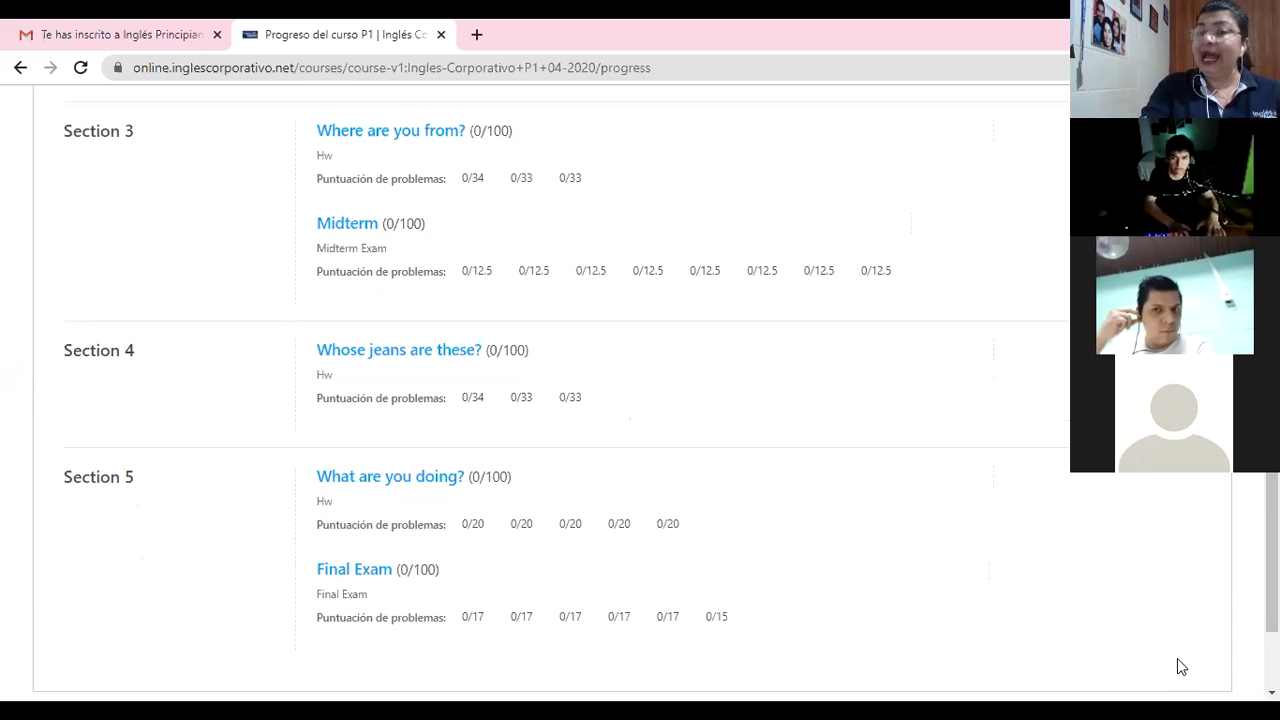 Te has inscrito a Inglés Principian
Progreso del curso P1 | Inglés Co
online.inglescorporativo.net/courses/course-v1:Ingles-Corporativo+P1+04-2020/progress
Section 3
Where are you from? (0/100)
Hw
Puntuación de problemas: 0/34 0/33 0/33
Midterm (0/100)
Midterm Exam
Puntuación de problemas: 0/12.5 0/12.5 0/12.5 0/12.5 0/12.5 0/12.5 0/12.5 0/12.5
Section 4
Whose jeans are these? (0/100)
Hw
Puntuación de problemas: 0/34 0/33 0/33
Section 5
What are you doing? (0/100)
Hw
Puntuación de problemas: 0/20 0/20 0/20 0/20 0/20
Final Exam (0/100)
Final Exam
Puntuación de problemas: 0/17 0/17 0/17 0/17 0/17 0/15